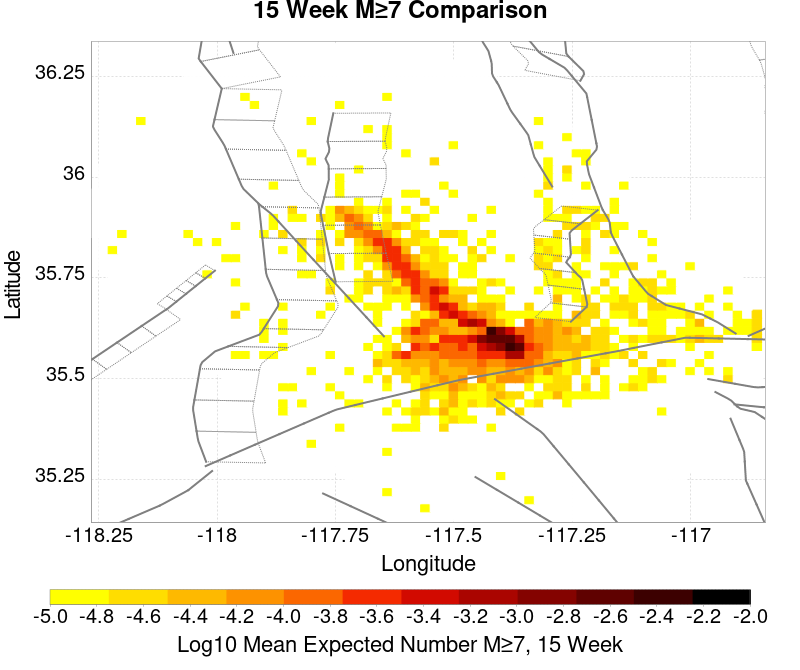 15 Week M≥7 Comparison
36.25
36
35.75
35.5
35.25
Latitude
-118.25 -118 -117.75 -117.5 -117.25 -117
Longitude
-5.0 -4.8 -4.6 -4.4 -4.2 -4.0 -3.8 -3.6 -3.4 -3.2 -3.0 -2.8 -2.6 -2.4 -2.2 -2.0
Log10 Mean Expected Number M≥7, 15 Week